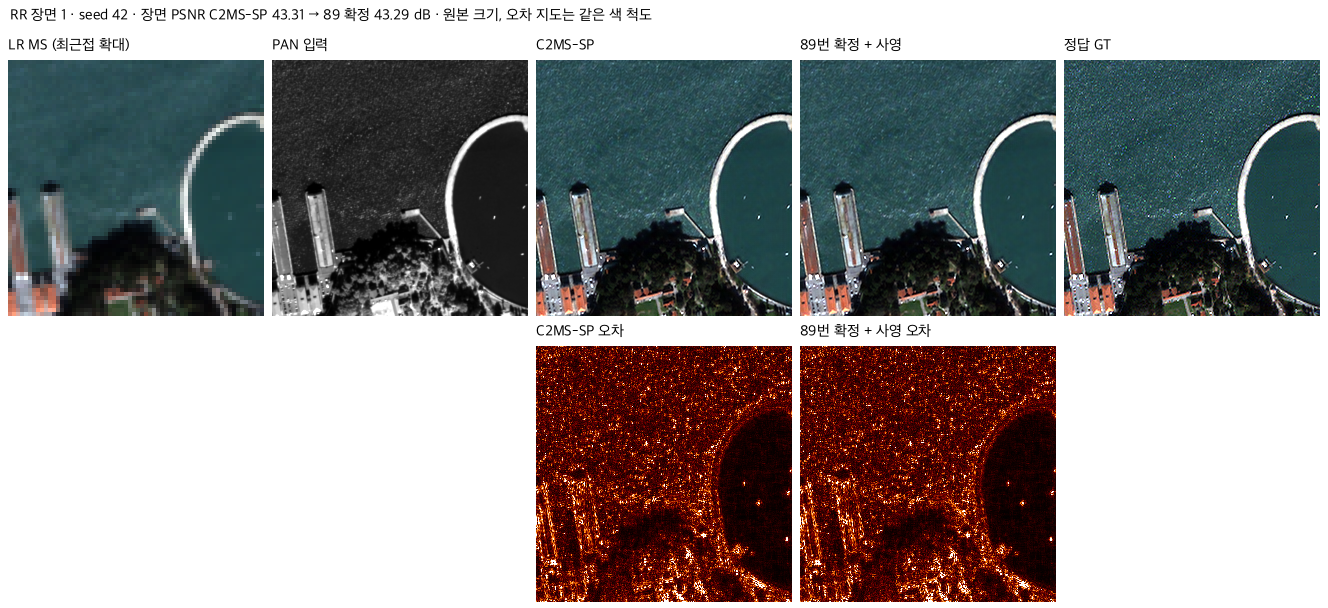 RR 장면 1 · seed 42 · 장면 PSNR C2MS-SP 43.31 → 89 확정 43.29 dB · 원본 크기, 오차 지도는 같은 색 척도
LR MS (최근접 확대)
PAN 입력
C2MS-SP
89번 확정 + 사영
정답 GT
C2MS-SP 오차
89번 확정 + 사영 오차